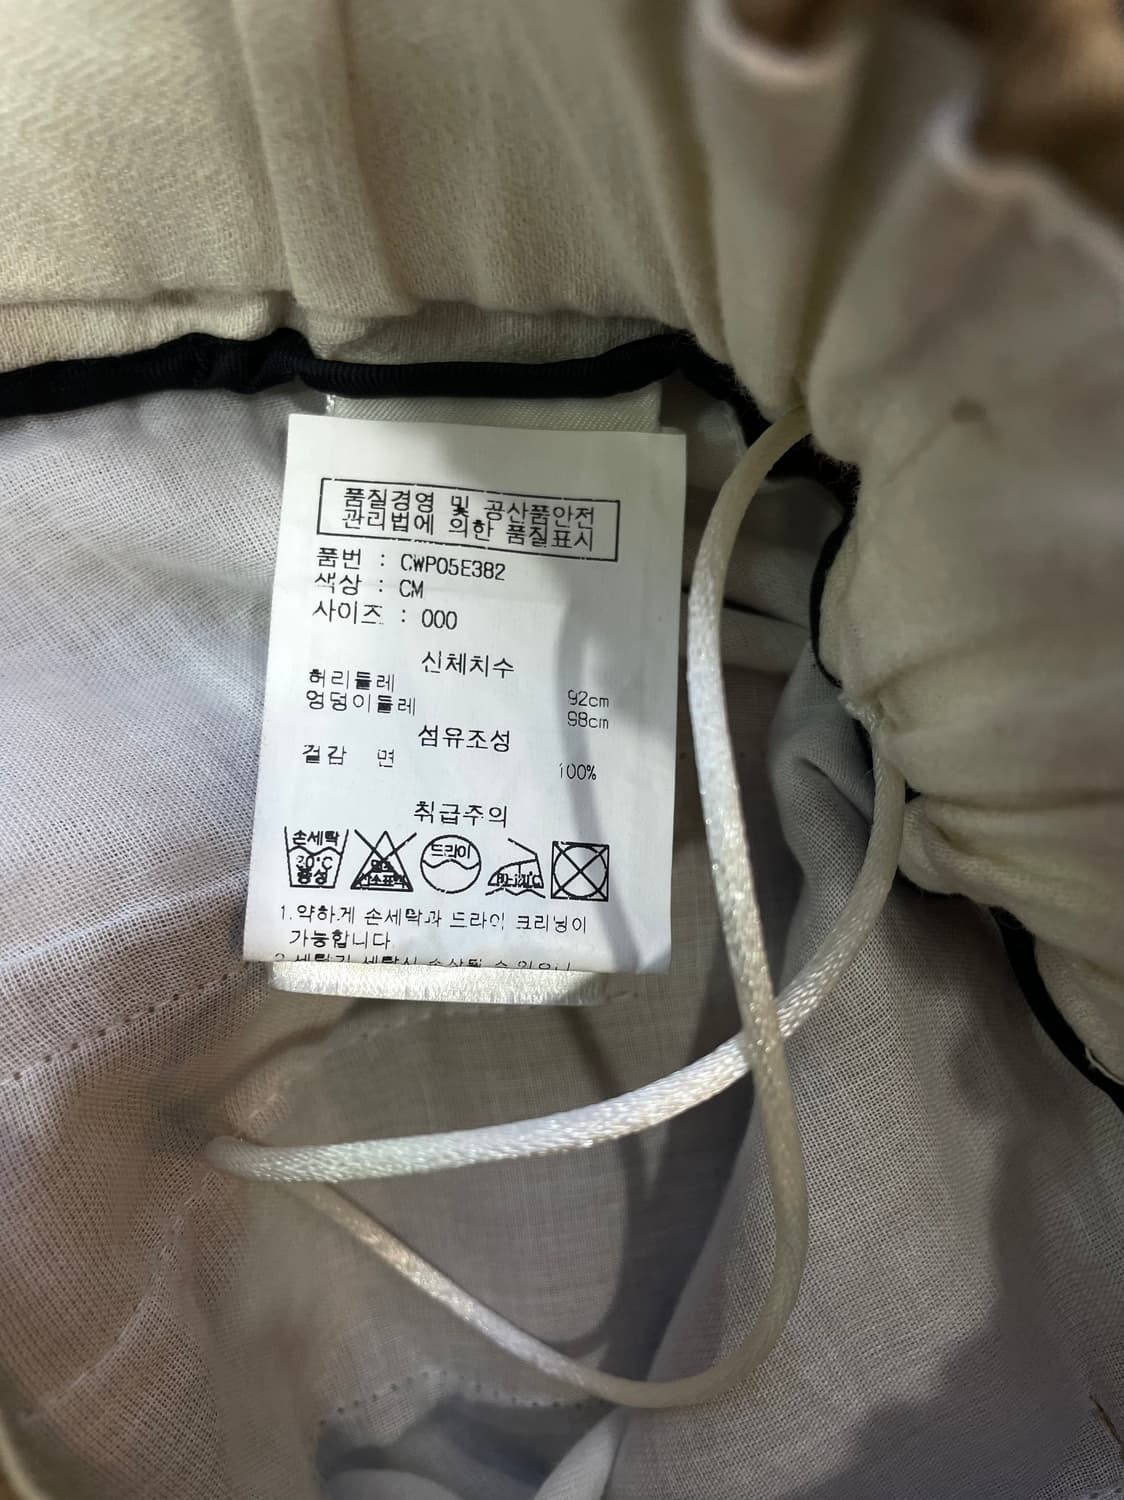 품질경영 및 공산품안전
관리법에 의한 품질표시
품번 : CWP05E382
색상 : CM
사이즈 : 000
신체치수
허리둘레 92cm
엉덩이둘레 98cm
섬유조성
겉감 면 100%
취급주의
손세탁 30°C 중성
드라이
1.약하게 손세탁과 드라이 크리닝이
가능합니다